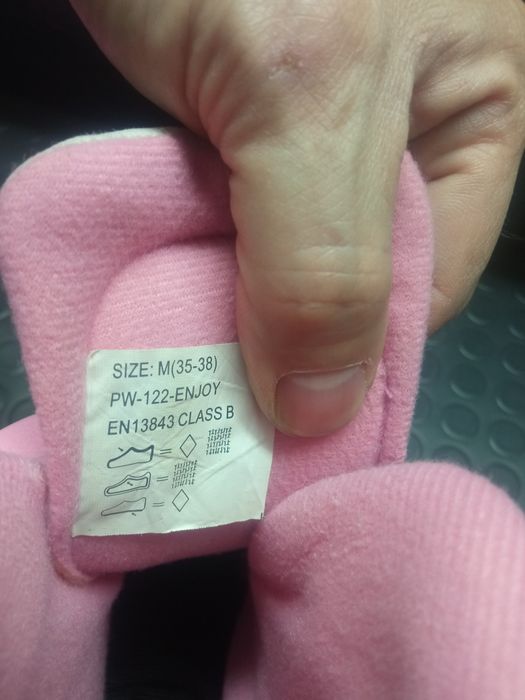 SIZE: M(35-38)
PW-122-ENJOY
EN13843 CLASS B